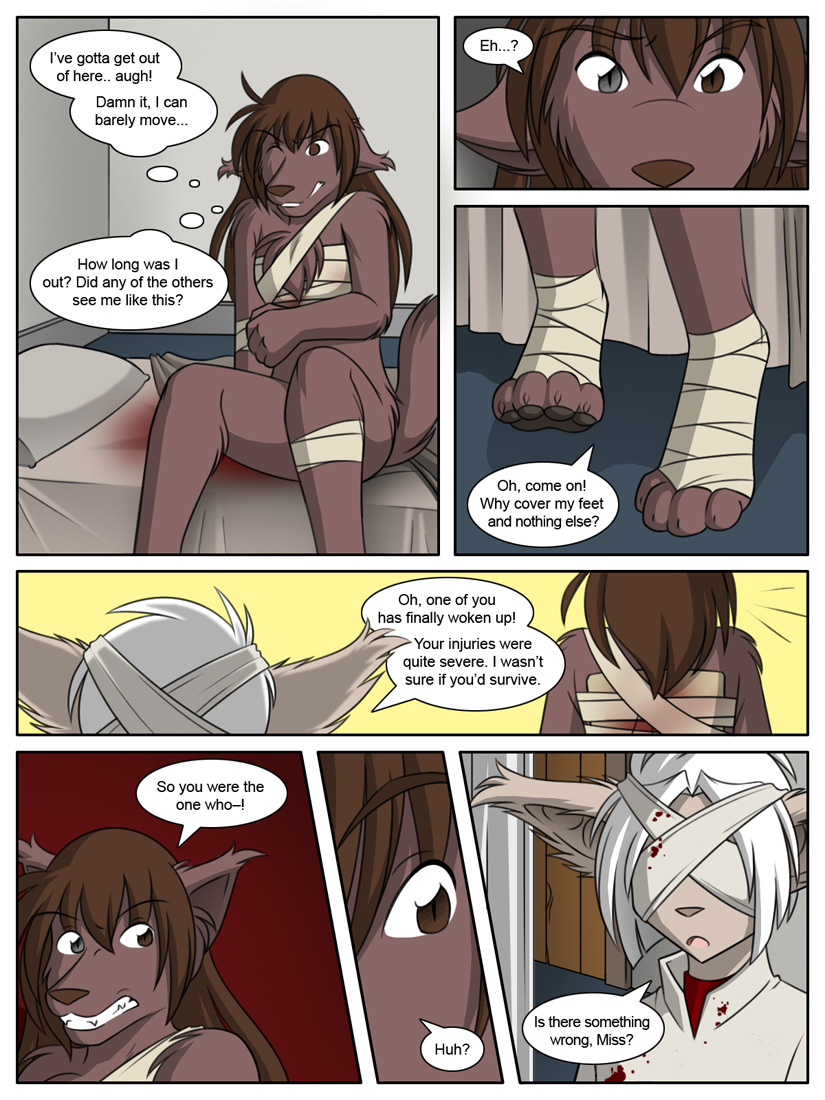 I've gotta get out
of here.. augh!
Damn it, I can
barely move...
How long was I
out? Did any of the others
see me like this?
Eh...?
Oh, come on!
Why cover my feet
and nothing else?
Oh, one of you
has finally woken up!
Your injuries were
quite severe. I wasn't
sure if you'd survive.
So you were the
one who–!
Huh?
Is there something
wrong, Miss?